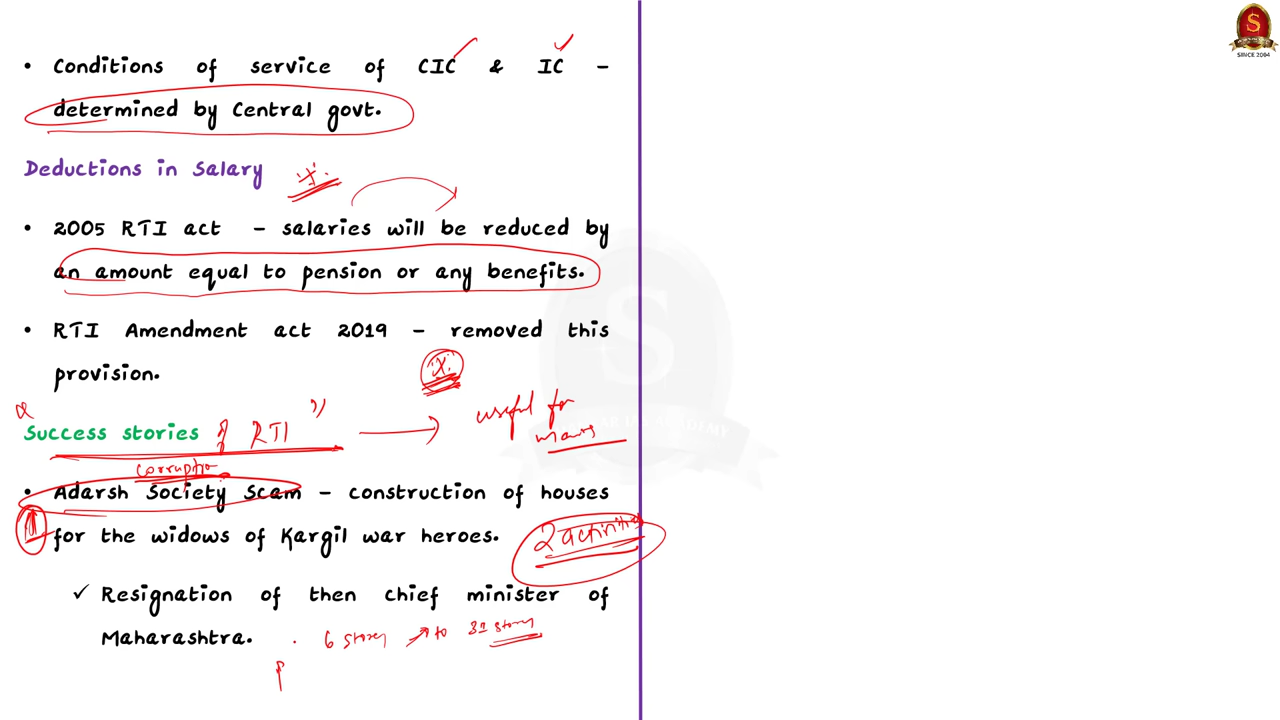 • Conditions of service of CIC & IC –
determined by Central govt.
Deductions in Salary
• 2005 RTI act – salaries will be reduced by
an amount equal to pension or any benefits.
• RTI Amendment act 2019 – removed this
provision.
Success stories of RTI
useful for
corruption
• Adarsh Society Scam – construction of houses
for the widows of Kargil war heroes.
2 activities
✓ Resignation of then chief minister of
Maharashtra.
6 storey to 31 storey
SINCE 2004